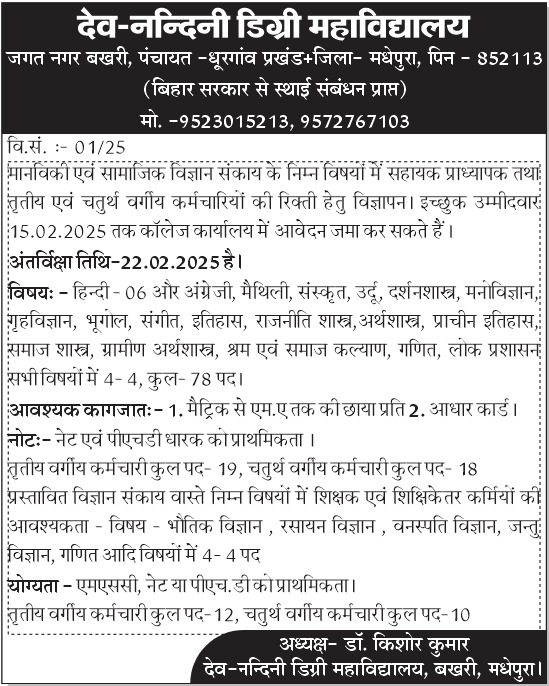 देव-नन्दिनी डिग्री महाविद्यालय
जगत नगर बखरी, पंचायत -धूरगांव प्रखंड+जिला- मधेपुरा, पिन - 852113
(बिहार सरकार से स्थाई संबंधन प्राप्त)
मो. -9523015213, 9572767103
वि.सं. :- 01/25
मानविकी एवं सामाजिक विज्ञान संकाय के निम्न विषयों में सहायक प्राध्यापक तथा
तृतीय एवं चतुर्थ वर्गीय कर्मचारियों की रिक्ती हेतु विज्ञापन। इच्छुक उम्मीदवार
15.02.2025 तक कॉलेज कार्यालय में आवेदन जमा कर सकते हैं ।
अंतर्विक्षा तिथि-22.02.2025 है।
विषयः - हिन्दी - 06 और अंग्रेजी, मैथिली, संस्कृत, उर्दू, दर्शनशास्त्र, मनोविज्ञान,
गृहविज्ञान, भूगोल, संगीत, इतिहास, राजनीति शास्त्र,अर्थशास्त्र, प्राचीन इतिहास,
समाज शास्त्र, ग्रामीण अर्थशास्त्र, श्रम एवं समाज कल्याण, गणित, लोक प्रशासन
सभी विषयों में 4- 4, कुल- 78 पद।
आवश्यक कागजातः - 1. मैट्रिक से एम.ए तक की छाया प्रति 2. आधार कार्ड ।
नोटः- नेट एवं पीएचडी धारक को प्राथमिकता ।
तृतीय वर्गीय कर्मचारी कुल पद- 19, चतुर्थ वर्गीय कर्मचारी कुल पद - 18
प्रस्तावित विज्ञान संकाय वास्ते निम्न विषयों में शिक्षक एवं शिक्षिकेतर कर्मियों की
आवश्यकता - विषय - भौतिक विज्ञान , रसायन विज्ञान , वनस्पति विज्ञान, जन्तु
विज्ञान, गणित आदि विषयों में 4- 4 पद
योग्यता - एमएससी, नेट या पीएच.डी को प्राथमिकता।
तृतीय वर्गीय कर्मचारी कुल पद-12, चतुर्थ वर्गीय कर्मचारी कुल पद-10
अध्यक्ष- डॉ. किशोर कुमार
देव-नन्दिनी डिग्री महाविद्यालय, बखरी, मधेपुरा।